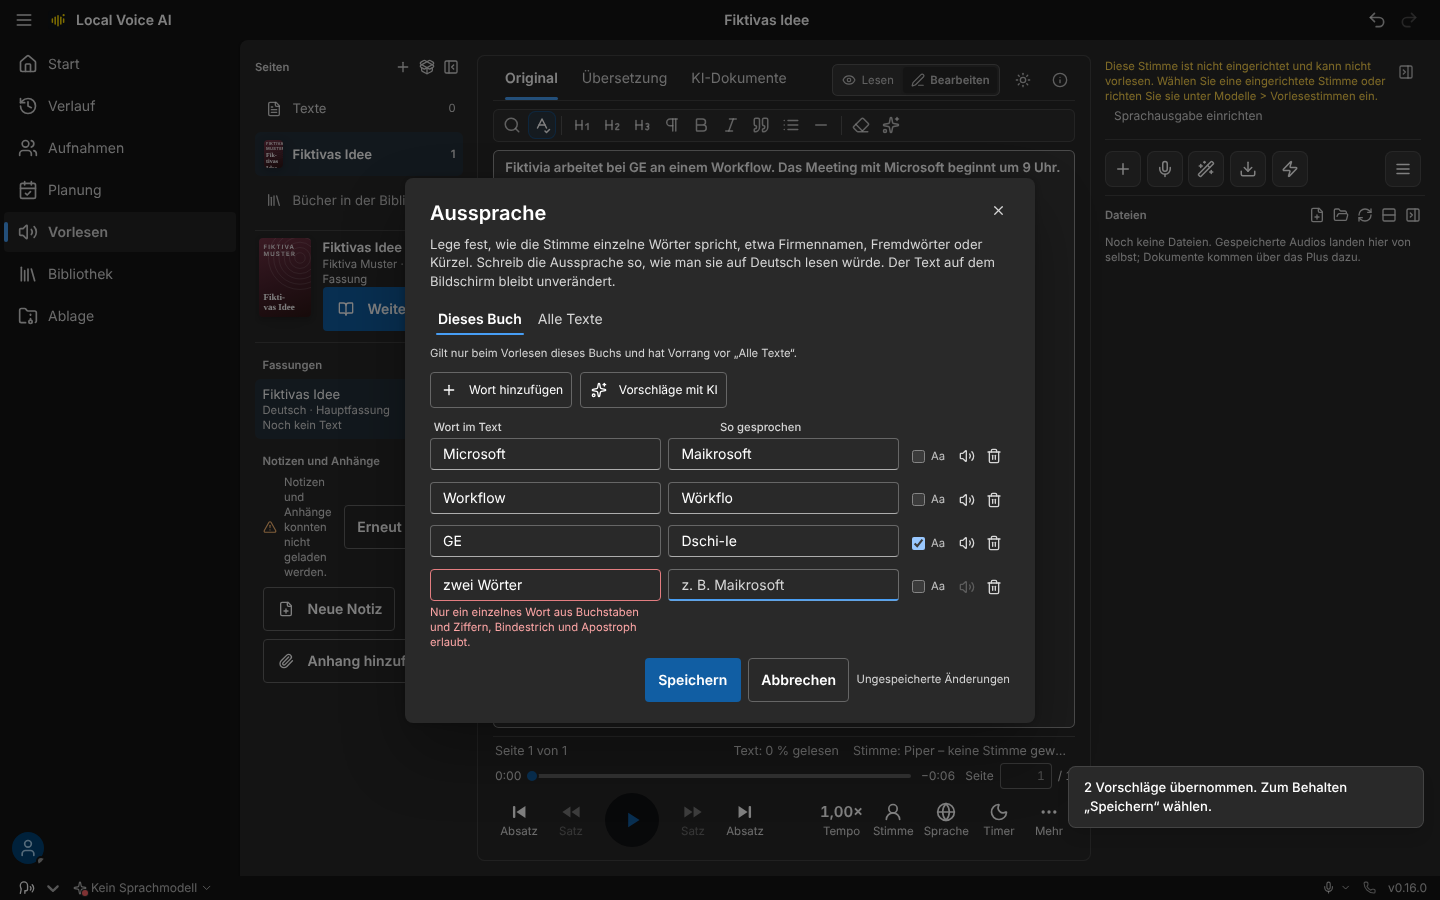 Local Voice AI
Fiktivas Idee
Start
Verlauf
Aufnahmen
Planung
Vorlesen
Bibliothek
Ablage
Seiten
Texte 0
Fiktivas Idee 1
Bücher in der Bibli
FIKTIVA
MUSTER
Fikti-
vas Idee
Fiktivas Idee
Fiktiva Muster ·
Fassung
Weite
Fassungen
Fiktivas Idee
Deutsch · Hauptfassung
Noch kein Text
Notizen und Anhänge
Notizen
und
Anhänge
konnten
nicht
geladen
werden.
Erneut
Neue Notiz
Anhang hinzuf
Original Übersetzung KI-Dokumente Lesen Bearbeiten
H1 H2 H3
Fiktivia arbeitet bei GE an einem Workflow. Das Meeting mit Microsoft beginnt um 9 Uhr.
Aussprache
Lege fest, wie die Stimme einzelne Wörter spricht, etwa Firmennamen, Fremdwörter oder
Kürzel. Schreib die Aussprache so, wie man sie auf Deutsch lesen würde. Der Text auf dem
Bildschirm bleibt unverändert.
Dieses Buch Alle Texte
Gilt nur beim Vorlesen dieses Buchs und hat Vorrang vor „Alle Texte“.
Wort hinzufügen Vorschläge mit KI
Wort im Text So gesprochen
Microsoft Maikrosoft Aa
Workflow Wörkflo Aa
GE Dschi-Ie Aa
zwei Wörter z. B. Maikrosoft Aa
Nur ein einzelnes Wort aus Buchstaben
und Ziffern, Bindestrich und Apostroph
erlaubt.
Speichern Abbrechen Ungespeicherte Änderungen
Seite 1 von 1 Text: 0 % gelesen Stimme: Piper – keine Stimme gew...
0:00 −0:06 Seite 1 /
Absatz Satz Satz Absatz 1,00× Tempo Stimme Sprache Timer Mehr
Diese Stimme ist nicht eingerichtet und kann nicht
vorlesen. Wählen Sie eine eingerichtete Stimme oder
richten Sie sie unter Modelle > Vorlesestimmen ein.
Sprachausgabe einrichten
Dateien
Noch keine Dateien. Gespeicherte Audios landen hier von
selbst; Dokumente kommen über das Plus dazu.
2 Vorschläge übernommen. Zum Behalten
„Speichern“ wählen.
Kein Sprachmodell
v0.16.0